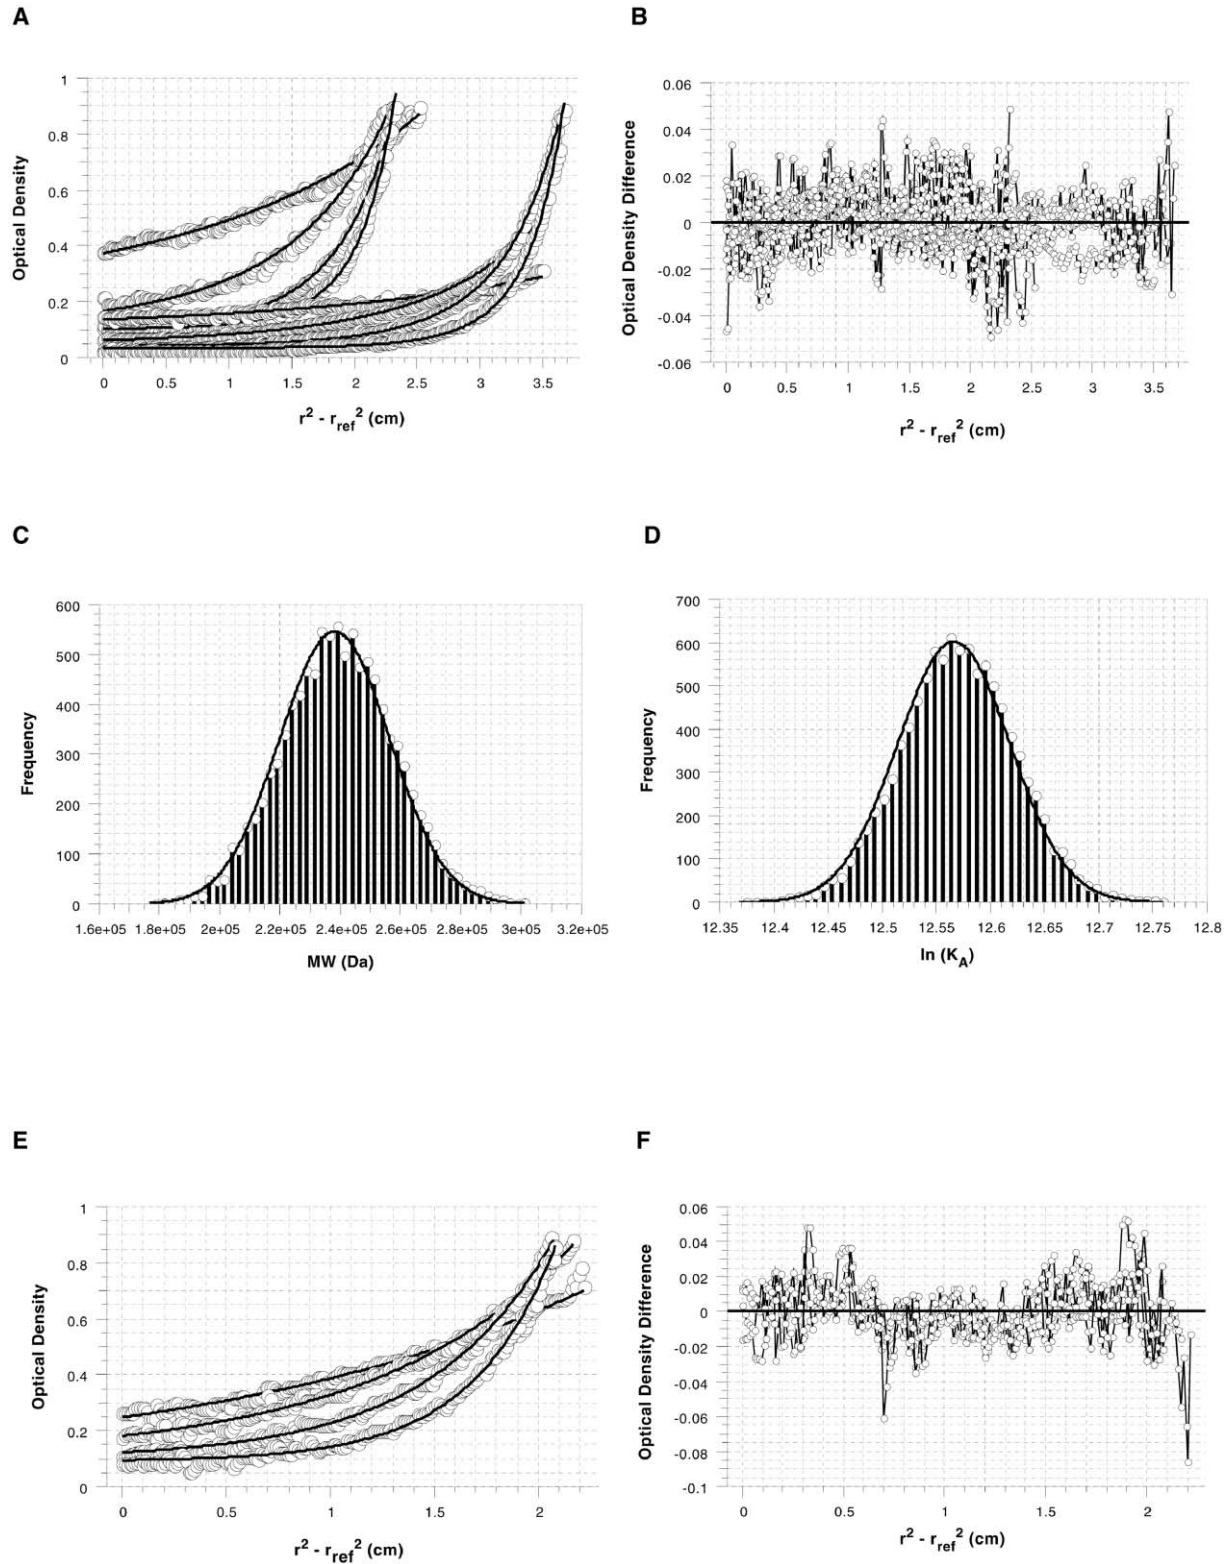 A
B
1
0.8
0.6
0.4
0.2
0
Optical Density
0 0.5 1 1.5 2 2.5 3 3.5
r² - r_ref² (cm)
0.06
0.04
0.02
0
-0.02
-0.04
-0.06
Optical Density Difference
0 0.5 1 1.5 2 2.5 3 3.5
r² - r_ref² (cm)
C
D
600
500
400
300
200
100
0
Frequency
1.6e+05 1.8e+05 2e+05 2.2e+05 2.4e+05 2.6e+05 2.8e+05 3e+05 3.2e+05
MW (Da)
700
600
500
400
300
200
100
0
Frequency
12.35 12.4 12.45 12.5 12.55 12.6 12.65 12.7 12.75 12.8
ln (K_A)
E
F
1
0.8
0.6
0.4
0.2
0
Optical Density
0 0.5 1 1.5 2
r² - r_ref² (cm)
0.06
0.04
0.02
0
-0.02
-0.04
-0.06
-0.08
-0.1
Optical Density Difference
0 0.5 1 1.5 2
r² - r_ref² (cm)